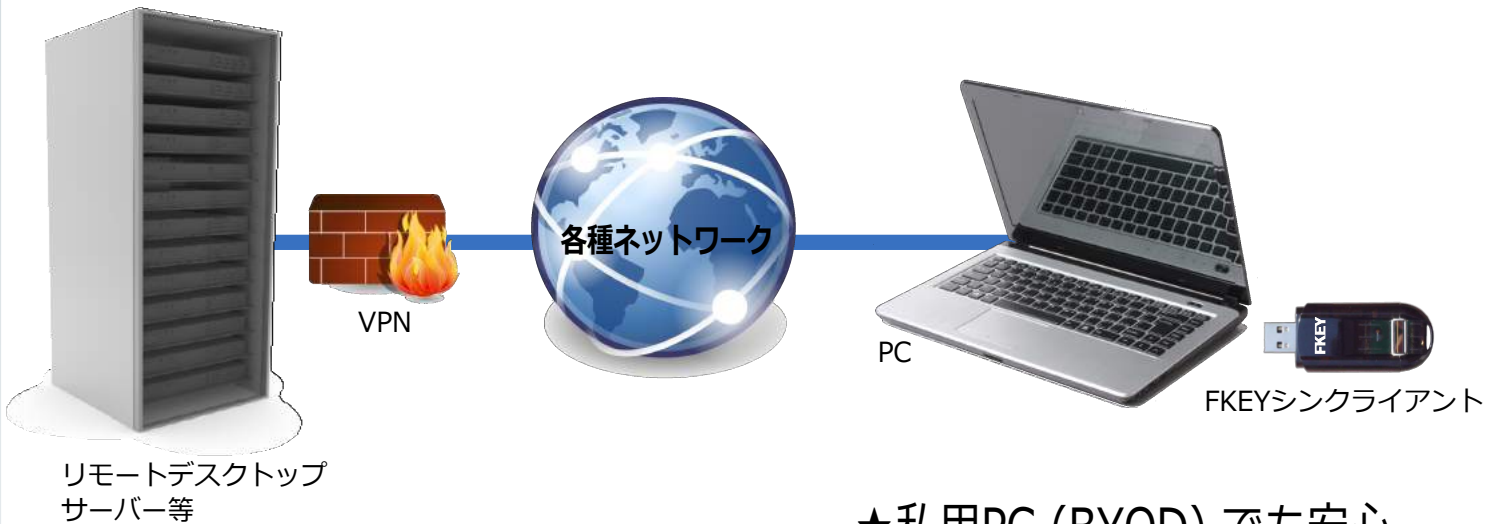 各種ネットワーク
VPN
PC
FKEY
FKEYシンクライアント
リモートデスクトップ
サーバー等
★私用PC (BYOD) でも安心